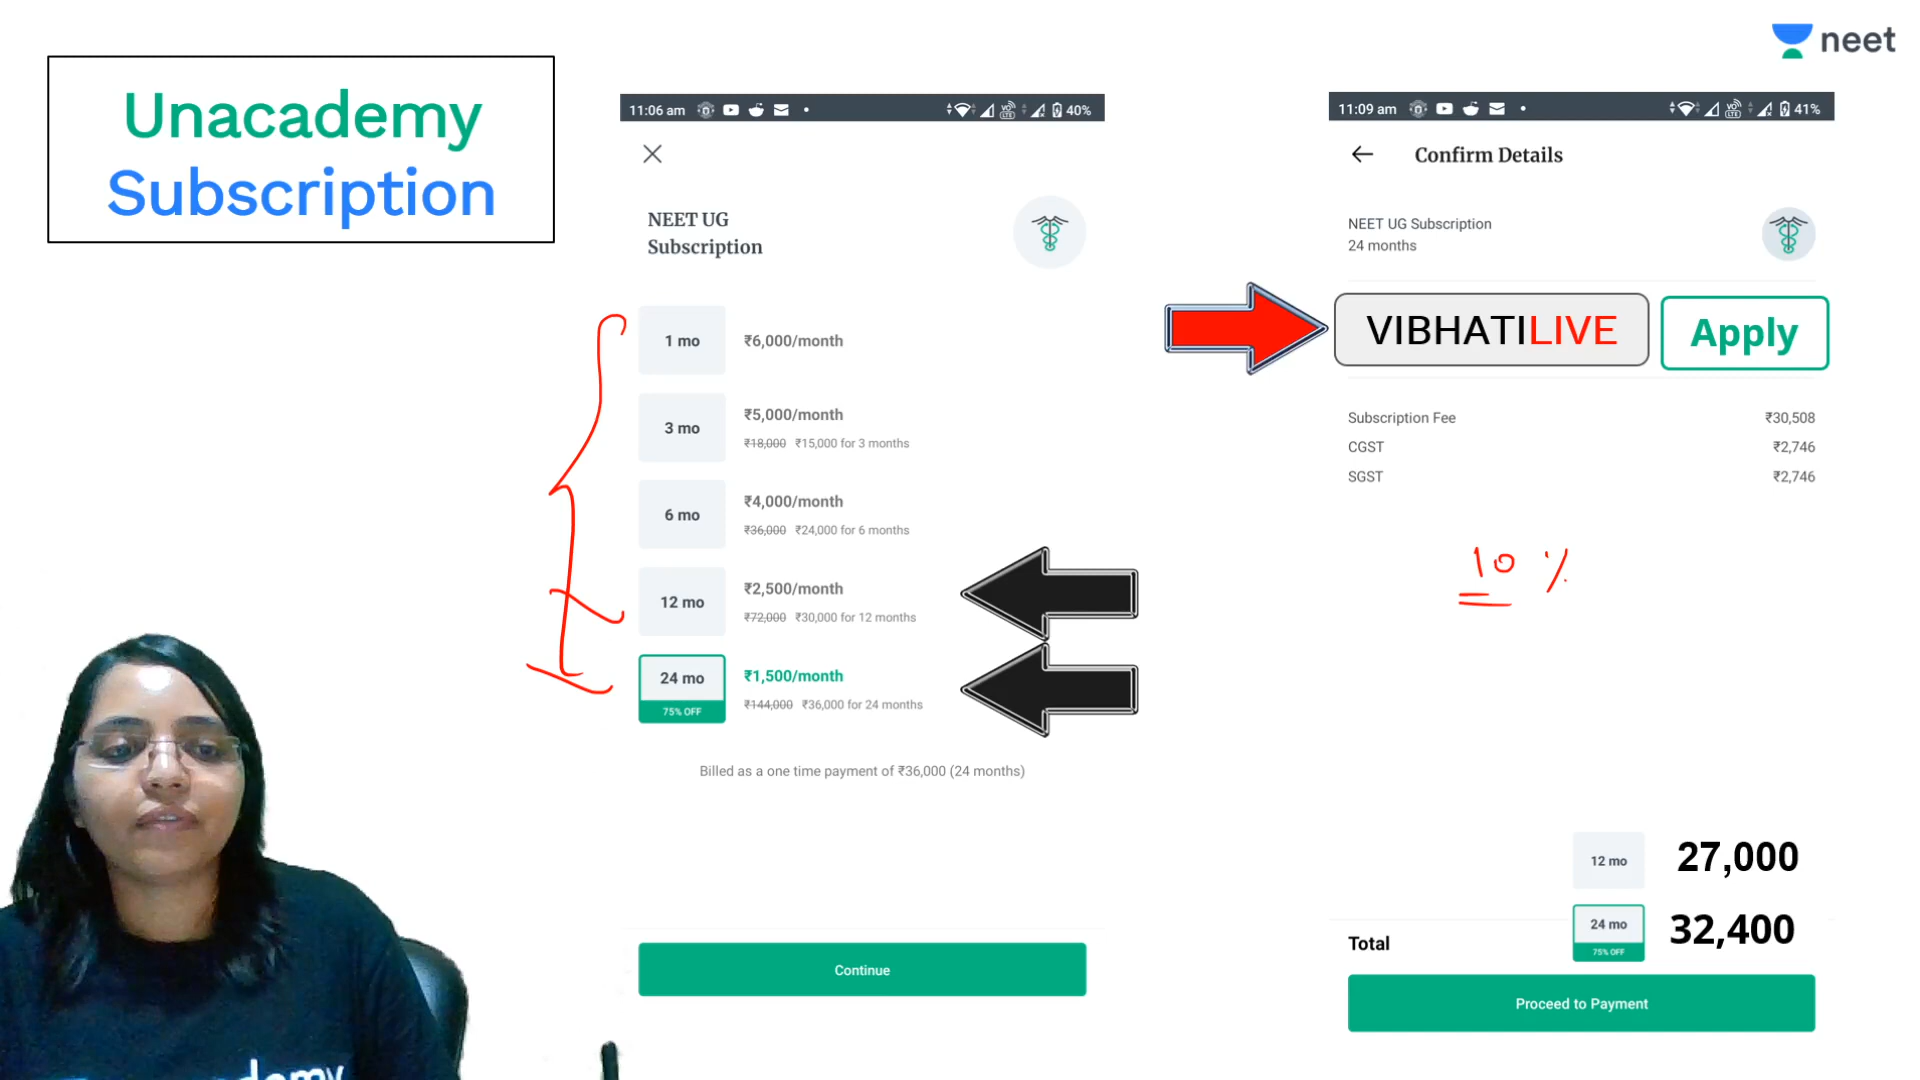 neet
Unacademy
Subscription
11:06 am
40%
NEET UG
Subscription
1 mo
₹6,000/month
3 mo
₹5,000/month
₹18,000 ₹15,000 for 3 months
6 mo
₹4,000/month
₹36,000 ₹24,000 for 6 months
12 mo
₹2,500/month
₹72,000 ₹30,000 for 12 months
24 mo
75% OFF
₹1,500/month
₹144,000 ₹36,000 for 24 months
Billed as a one time payment of ₹36,000 (24 months)
Continue
11:09 am
41%
Confirm Details
NEET UG Subscription
24 months
VIBHATILIVE
Apply
Subscription Fee ₹30,508
CGST ₹2,746
SGST ₹2,746
10 %
12 mo 27,000
Total
24 mo 32,400
75% OFF
Proceed to Payment